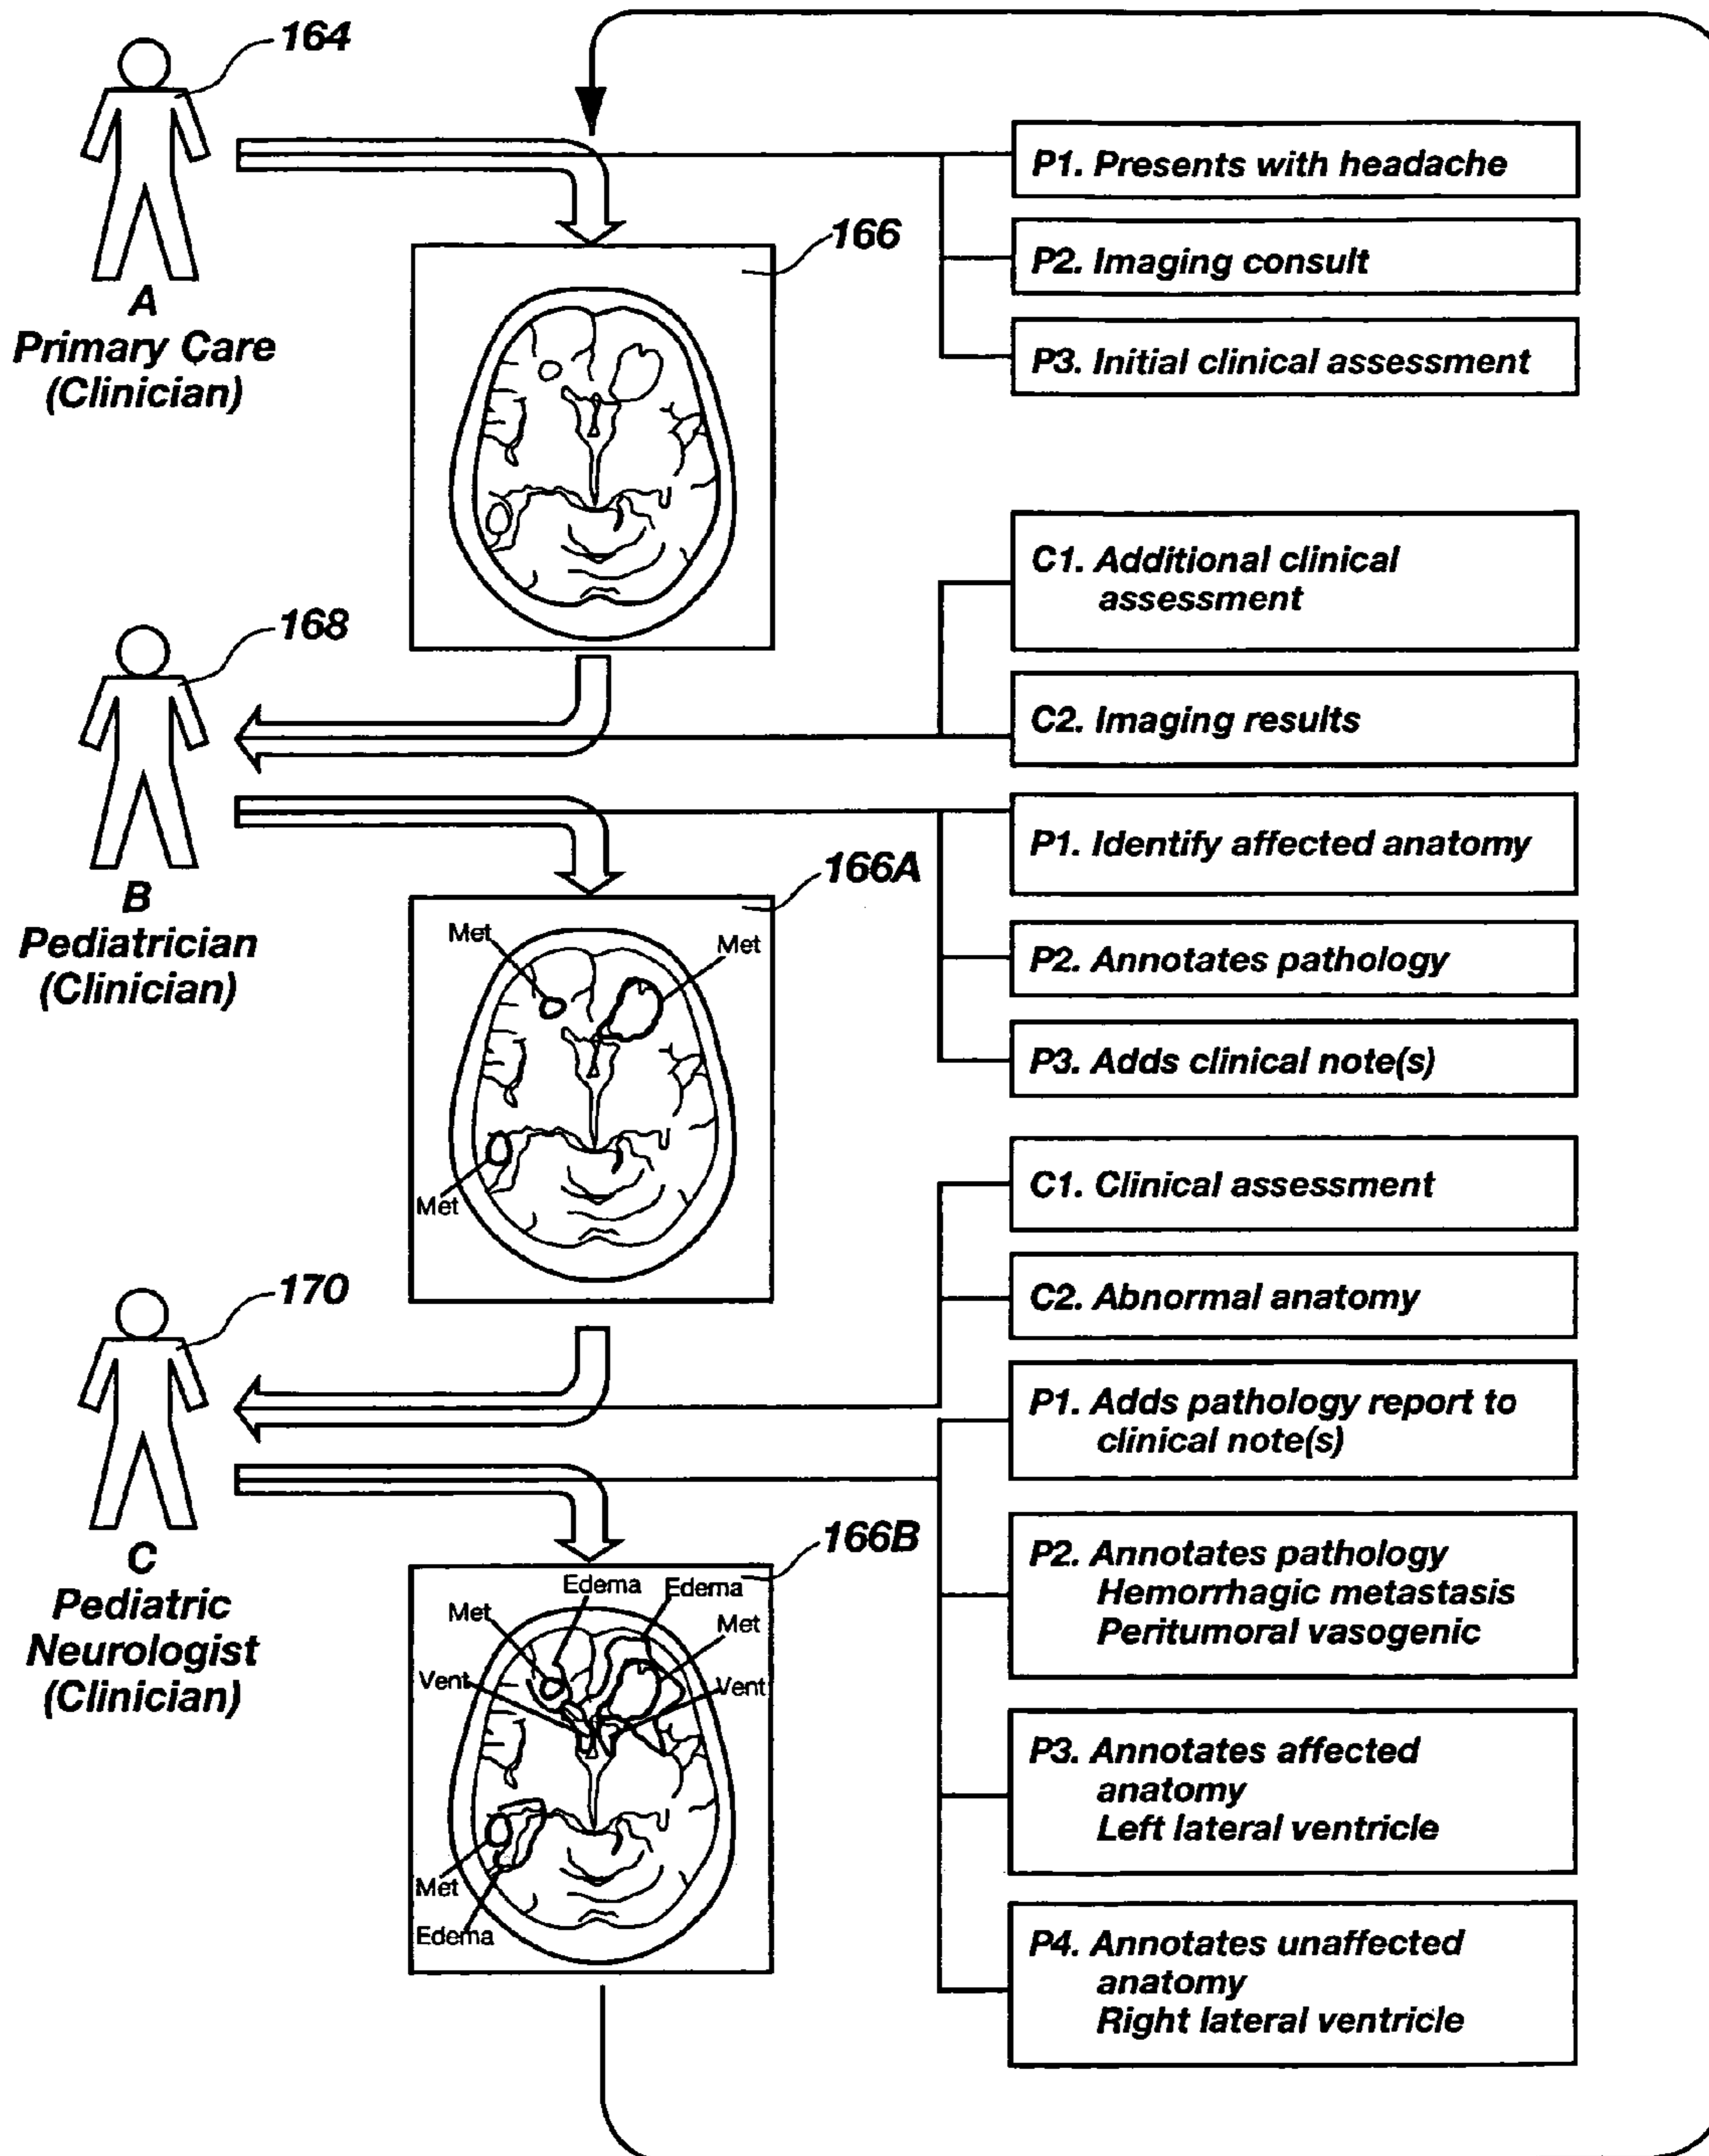 164
A
Primary Care
(Clinician)
166
P1. Presents with headache
P2. Imaging consult
P3. Initial clinical assessment
168
B
Pediatrician
(Clinician)
C1. Additional clinical
assessment
C2. Imaging results
P1. Identify affected anatomy
P2. Annotates pathology
P3. Adds clinical note(s)
166A
Met
Met
Met
170
C
Pediatric
Neurologist
(Clinician)
C1. Clinical assessment
C2. Abnormal anatomy
P1. Adds pathology report to
clinical note(s)
P2. Annotates pathology
Hemorrhagic metastasis
Peritumoral vasogenic
P3. Annotates affected
anatomy
Left lateral ventricle
P4. Annotates unaffected
anatomy
Right lateral ventricle
166B
Edema
Edema
Met
Met
Vent
Vent
Met
Edema